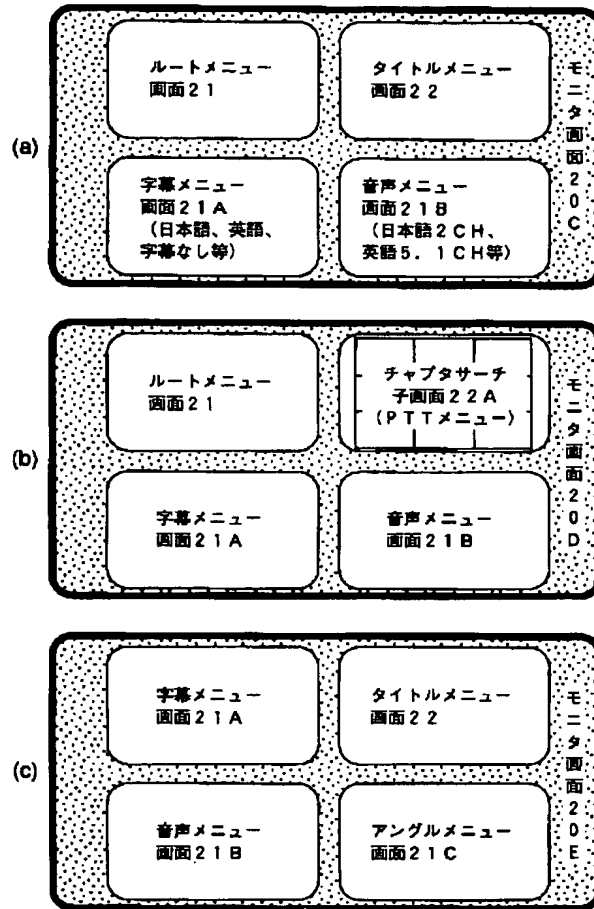 (a)
ルートメニュー
画面21
タイトルメニュー
画面22
字幕メニュー
画面21A
(日本語、英語、
字幕なし等)
音声メニュー
画面21B
(日本語2CH、
英語5.1CH等)
モニタ画面20C
(b)
ルートメニュー
画面21
チャプタサーチ
子画面22A
(PTTメニュー)
字幕メニュー
画面21A
音声メニュー
画面21B
モニタ画面20D
(c)
字幕メニュー
画面21A
タイトルメニュー
画面22
音声メニュー
画面21B
アングルメニュー
画面21C
モニタ画面20E